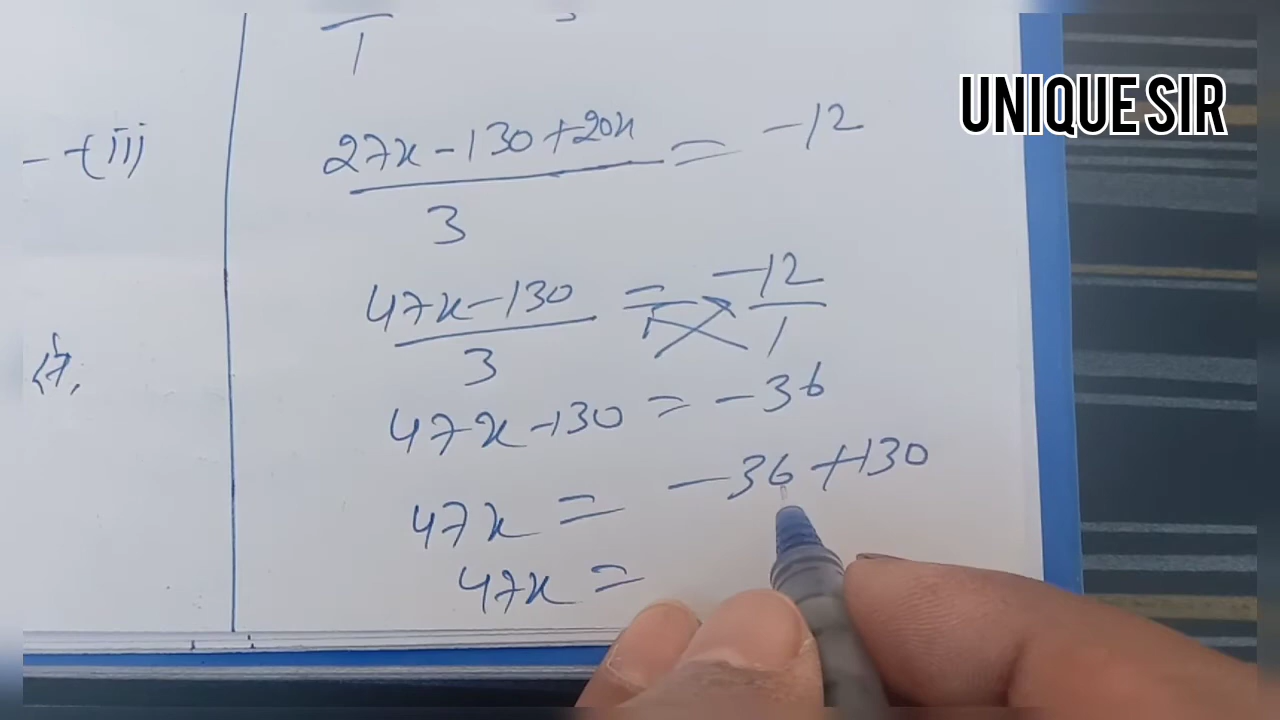 UNIQUE SIR
1
- -(ii)
27x - 130 + 20x = -12
3
47x - 130 = -12
3 1
47x - 130 = -36
47x = -36 + 130
47x =